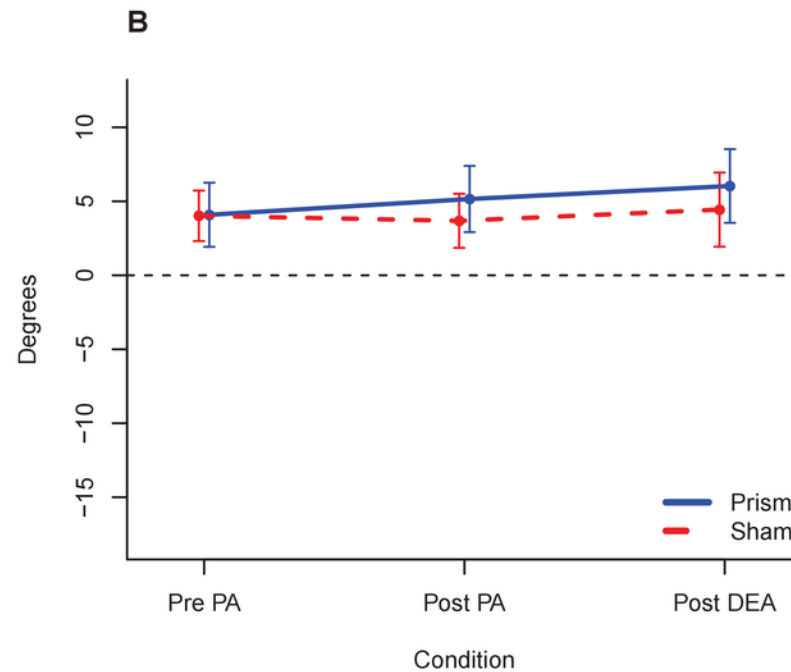 B
Degrees
10
5
0
−5
−10
−15
Prism
Sham
Pre PA
Post PA
Post DEA
Condition